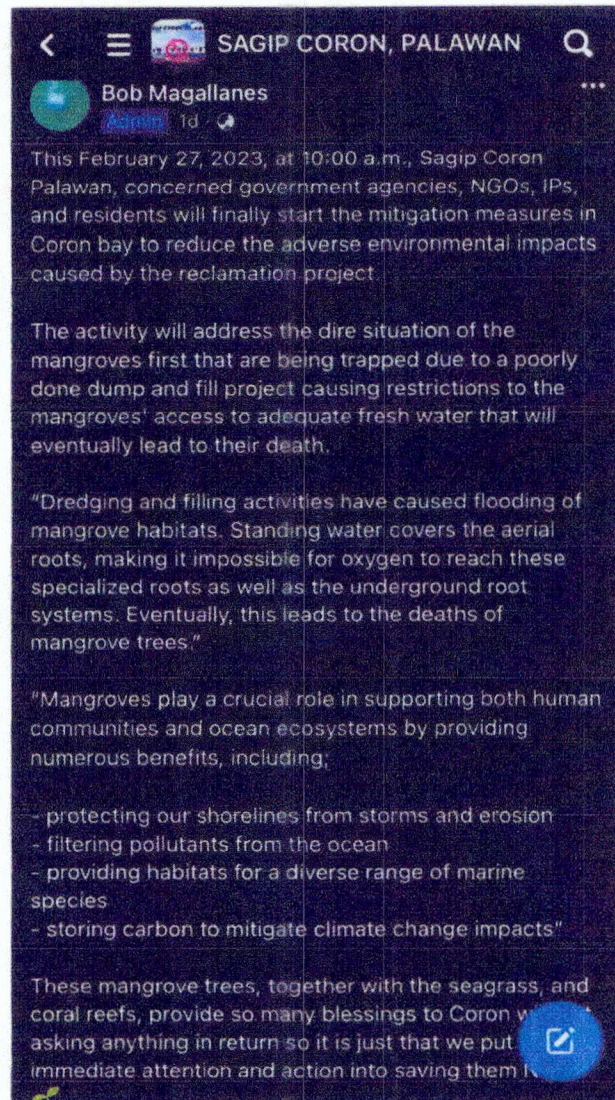 SAGIP CORON, PALAWAN
Bob Magallanes
Admin 1d
This February 27, 2023, at 10:00 a.m., Sagip Coron
Palawan, concerned government agencies, NGOs, IPs,
and residents will finally start the mitigation measures in
Coron bay to reduce the adverse environmental impacts
caused by the reclamation project.
The activity will address the dire situation of the
mangroves first that are being trapped due to a poorly
done dump and fill project causing restrictions to the
mangroves' access to adequate fresh water that will
eventually lead to their death.
"Dredging and filling activities have caused flooding of
mangrove habitats. Standing water covers the aerial
roots, making it impossible for oxygen to reach these
specialized roots as well as the underground root
systems. Eventually, this leads to the deaths of
mangrove trees."
"Mangroves play a crucial role in supporting both human
communities and ocean ecosystems by providing
numerous benefits, including;
- protecting our shorelines from storms and erosion
- filtering pollutants from the ocean
- providing habitats for a diverse range of marine
species
- storing carbon to mitigate climate change impacts"
These mangrove trees, together with the seagrass, and
coral reefs, provide so many blessings to Coron
asking anything in return so it is just that we put
immediate attention and action into saving them